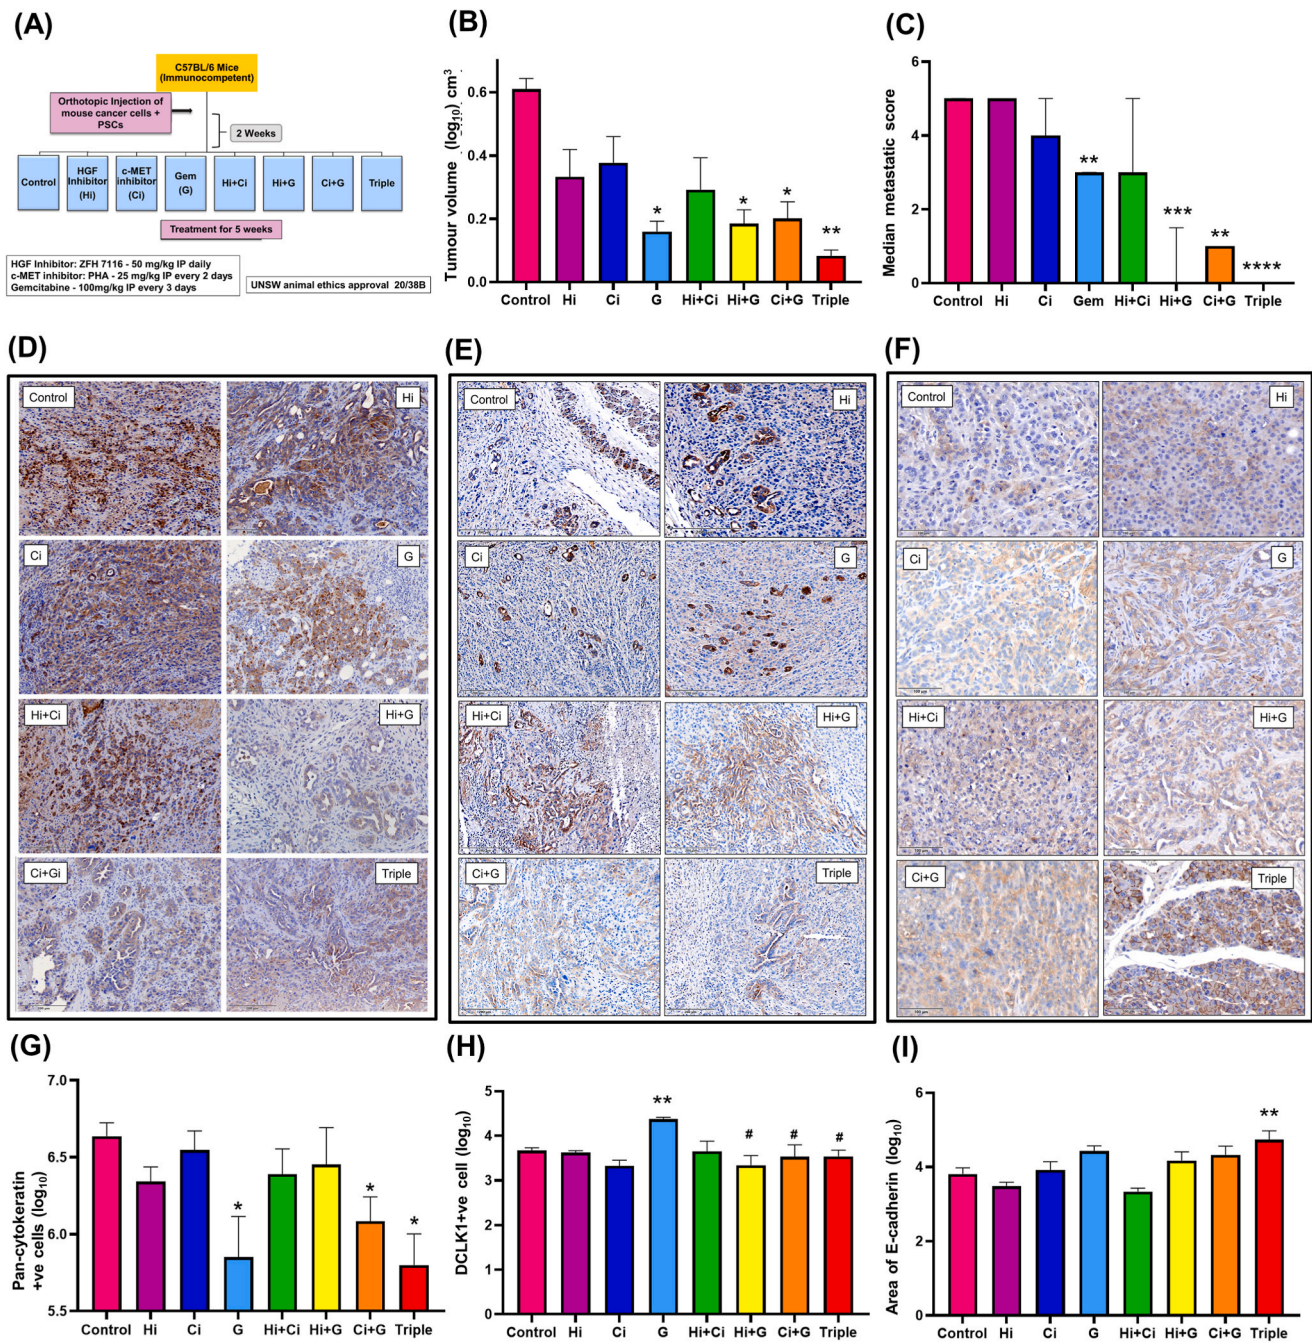 (A)
C57BL/6 Mice
(Immunocompetent)
Orthotopic Injection of
mouse cancer cells +
PSCs
2 Weeks
Control
HGF
Inhibitor
(Hi)
c-MET
inhibitor
(Ci)
Gem
(G)
Hi+Ci
Hi+G
Ci+G
Triple
Treatment for 5 weeks
HGF Inhibitor: ZFH 7116 - 50 mg/kg IP daily
c-MET inhibitor: PHA - 25 mg/kg IP every 2 days
Gemcitabine - 100mg/kg IP every 3 days
UNSW animal ethics approval 20/38B
(B)
Tumour volume (log10) cm3
0.6
0.4
0.2
0.0
* * * **
Control Hi Ci G Hi+Ci Hi+G Ci+G Triple
(C)
Median metastatic score
6
4
2
0
** *** ** ****
Control Hi Ci Gem Hi+Ci Hi+G Ci+G Triple
(D)
Control
Hi
Ci
G
Hi+Ci
Hi+G
Ci+Gi
Triple
(E)
Control
Hi
Ci
G
Hi+Ci
Hi+G
Ci+G
Triple
(F)
Control
Hi
Ci
G
Hi+Ci
Hi+G
Ci+G
Triple
(G)
Pan-cytokeratin
+ve cells (log10)
7.0
6.5
6.0
5.5
* * *
Control Hi Ci G Hi+Ci Hi+G Ci+G Triple
(H)
DCLK1+ve cell (log10)
5
4
3
2
1
0
** # # #
Control Hi Ci G Hi+Ci Hi+G Ci+G Triple
(I)
Area of E-cadherin (log10)
6
4
2
0
**
Control Hi Ci G Hi+Ci Hi+G Ci+G Triple